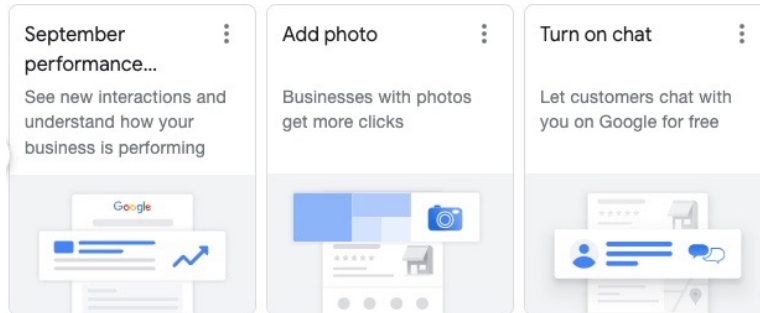 September
performance...
See new interactions and
understand how your
business is performing
Google
Add photo
Businesses with photos
get more clicks
Turn on chat
Let customers chat with
you on Google for free